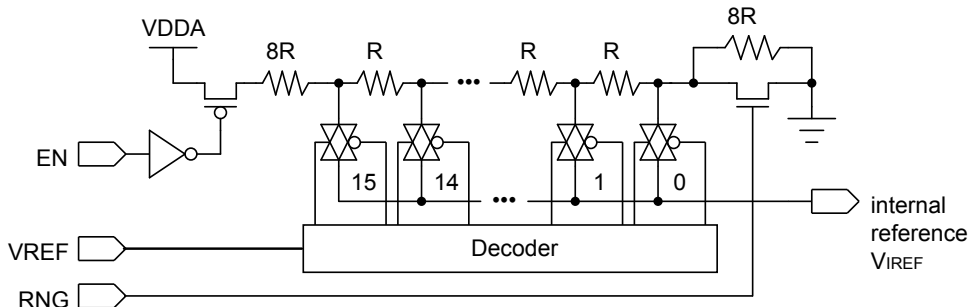 8R
VDDA
8R
R
R
R
EN
15
14
1
0
internal
reference
VIREF
VREF
Decoder
RNG